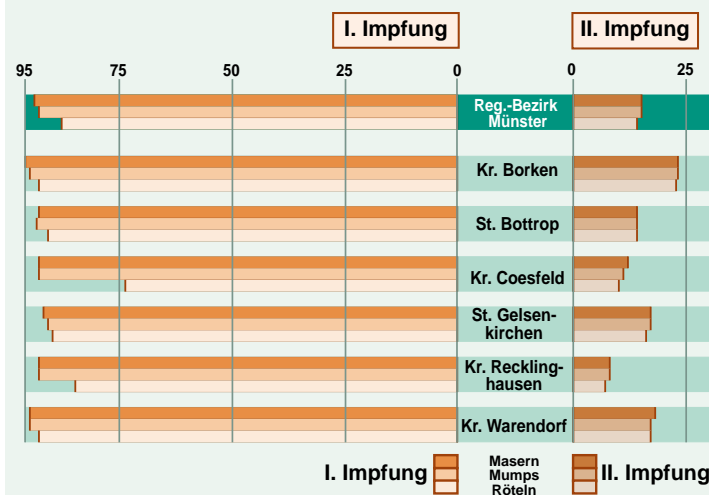 I. Impfung
II. Impfung
95 75 50 25 0 0 25
Reg.-Bezirk
Münster
Kr. Borken
St. Bottrop
Kr. Coesfeld
St. Gelsen-
kirchen
Kr. Reckling-
hausen
Kr. Warendorf
I. Impfung
Masern
Mumps
Röteln
II. Impfung